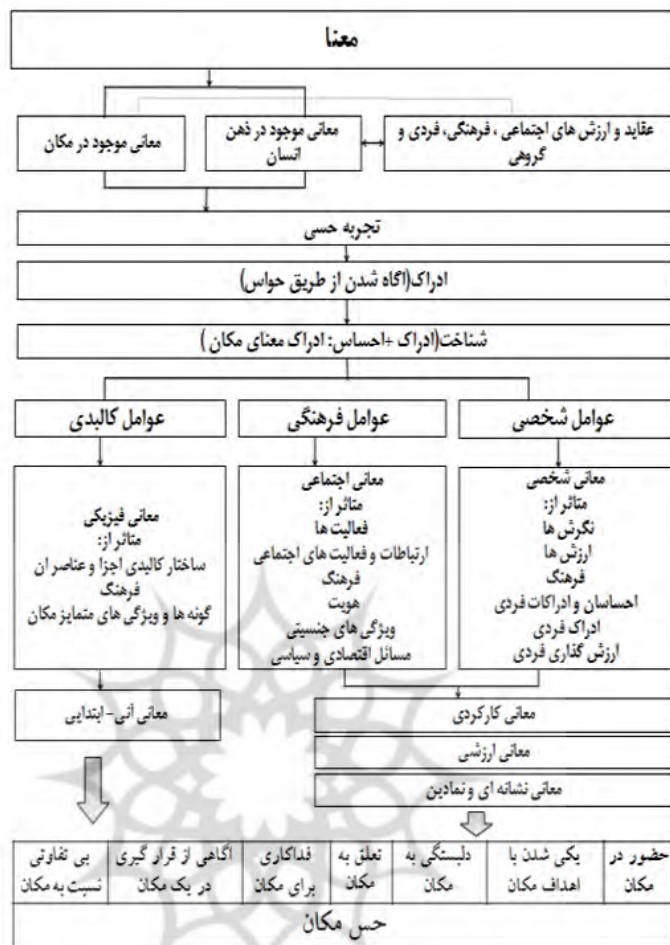 معنا
عقاید و ارزش های اجتماعی ، فرهنگی، فردی و
گروهی
معانی موجود در ذهن
انسان
معانی موجود در مکان
تجربه حسی
ادراک(اگاه شدن از طریق حواس)
شناخت(ادراک +احساس: ادراک معنای مکان )
عوامل شخصی
عوامل فرهنگی
عوامل کالبدی
معانی شخصی
متاثر از:
نگرش ها
ارزش ها
فرهنگ
احساسان و ادراکات فردی
ادراک فردی
ارزش گذاری فردی
معانی اجتماعی
متاثر از:
فعالیت ها
ارتباطات و فعالیت های اجتماعی
فرهنگ
هویت
ویژگی های جنسیتی
مسائل اقتصادی و سیاسی
معانی فیزیکی
متاثر از:
ساختار کالبدی اجزا و عناصر ان
فرهنگ
گونه ها و ویژگی های متمایز مکان
معانی کارکردی
معانی ارزشی
معانی نشانه ای و نمادین
معانی آنی- ابتدایی
حضور در
مکان
یکی شدن با
اهداف مکان
دلبستگی به
مکان
تعلق به
مکان
فداکاری
برای مکان
اگاهی از قرار گیری
در یک مکان
بی تفاوتی
نسبت به مکان
حس مکان